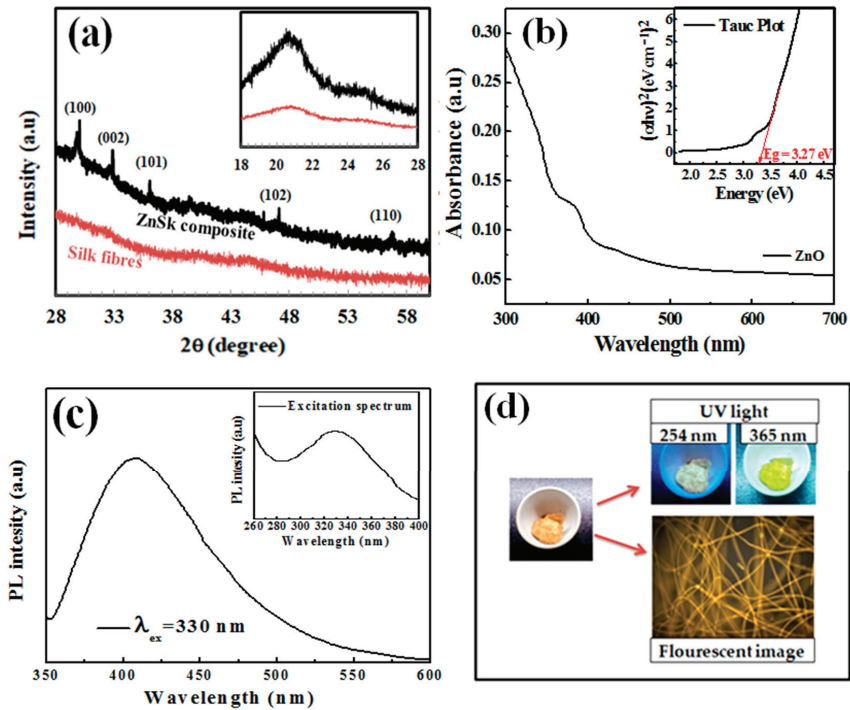 (a)
Intensity (a.u)
(100)
(002)
(101)
(102)
(110)
ZnSk composite
Silk fibres
28 33 38 43 48 53 58
2θ (degree)
18 20 22 24 26 28
(b)
Absorbance (a.u)
0.30
0.25
0.20
0.15
0.10
0.05
300 400 500 600 700
Wavelength (nm)
ZnO
Tauc Plot
(αhν)²(eVcm⁻¹)²
6
5
4
3
2
1
0
Eg = 3.27 eV
2.0 2.5 3.0 3.5 4.0 4.5
Energy (eV)
(c)
PL intesity (a.u)
λex=330 nm
350 400 450 500 550 600
Wavelength (nm)
Excitation spectrum
PL intesity (a.u)
260 280 300 320 340 360 380 400
Wavelength (nm)
(d)
UV light
254 nm 365 nm
Flourescent image